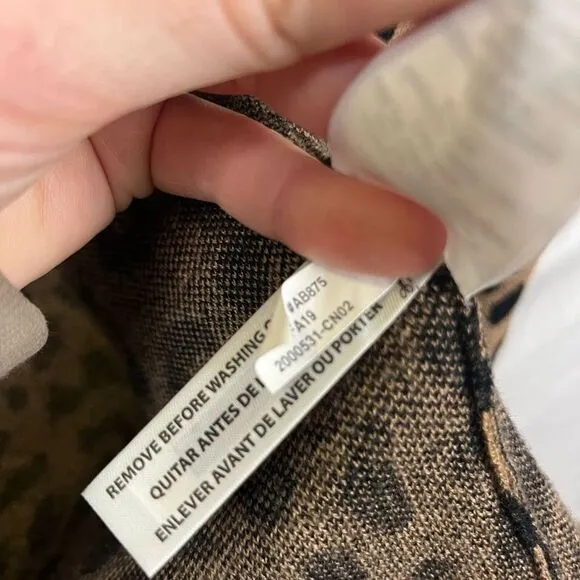 #AB875
A19
2000531-CN02
REMOVE BEFORE WASHING
QUITAR ANTES DE
ENLEVER AVANT DE LAVER OU PORTER